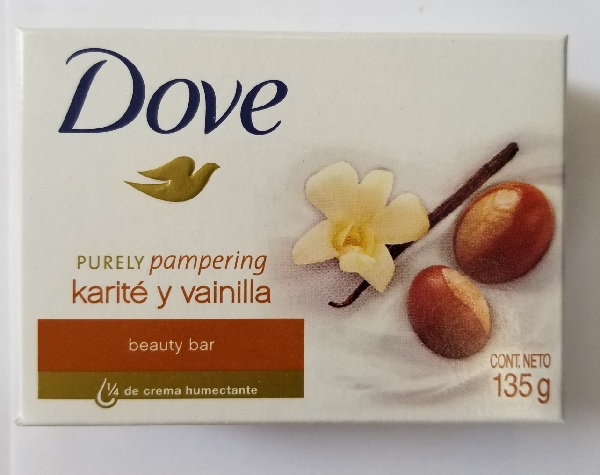 Dove
PURELY pampering
karité y vainilla
beauty bar
¼ de crema humectante
CONT. NETO
135 g